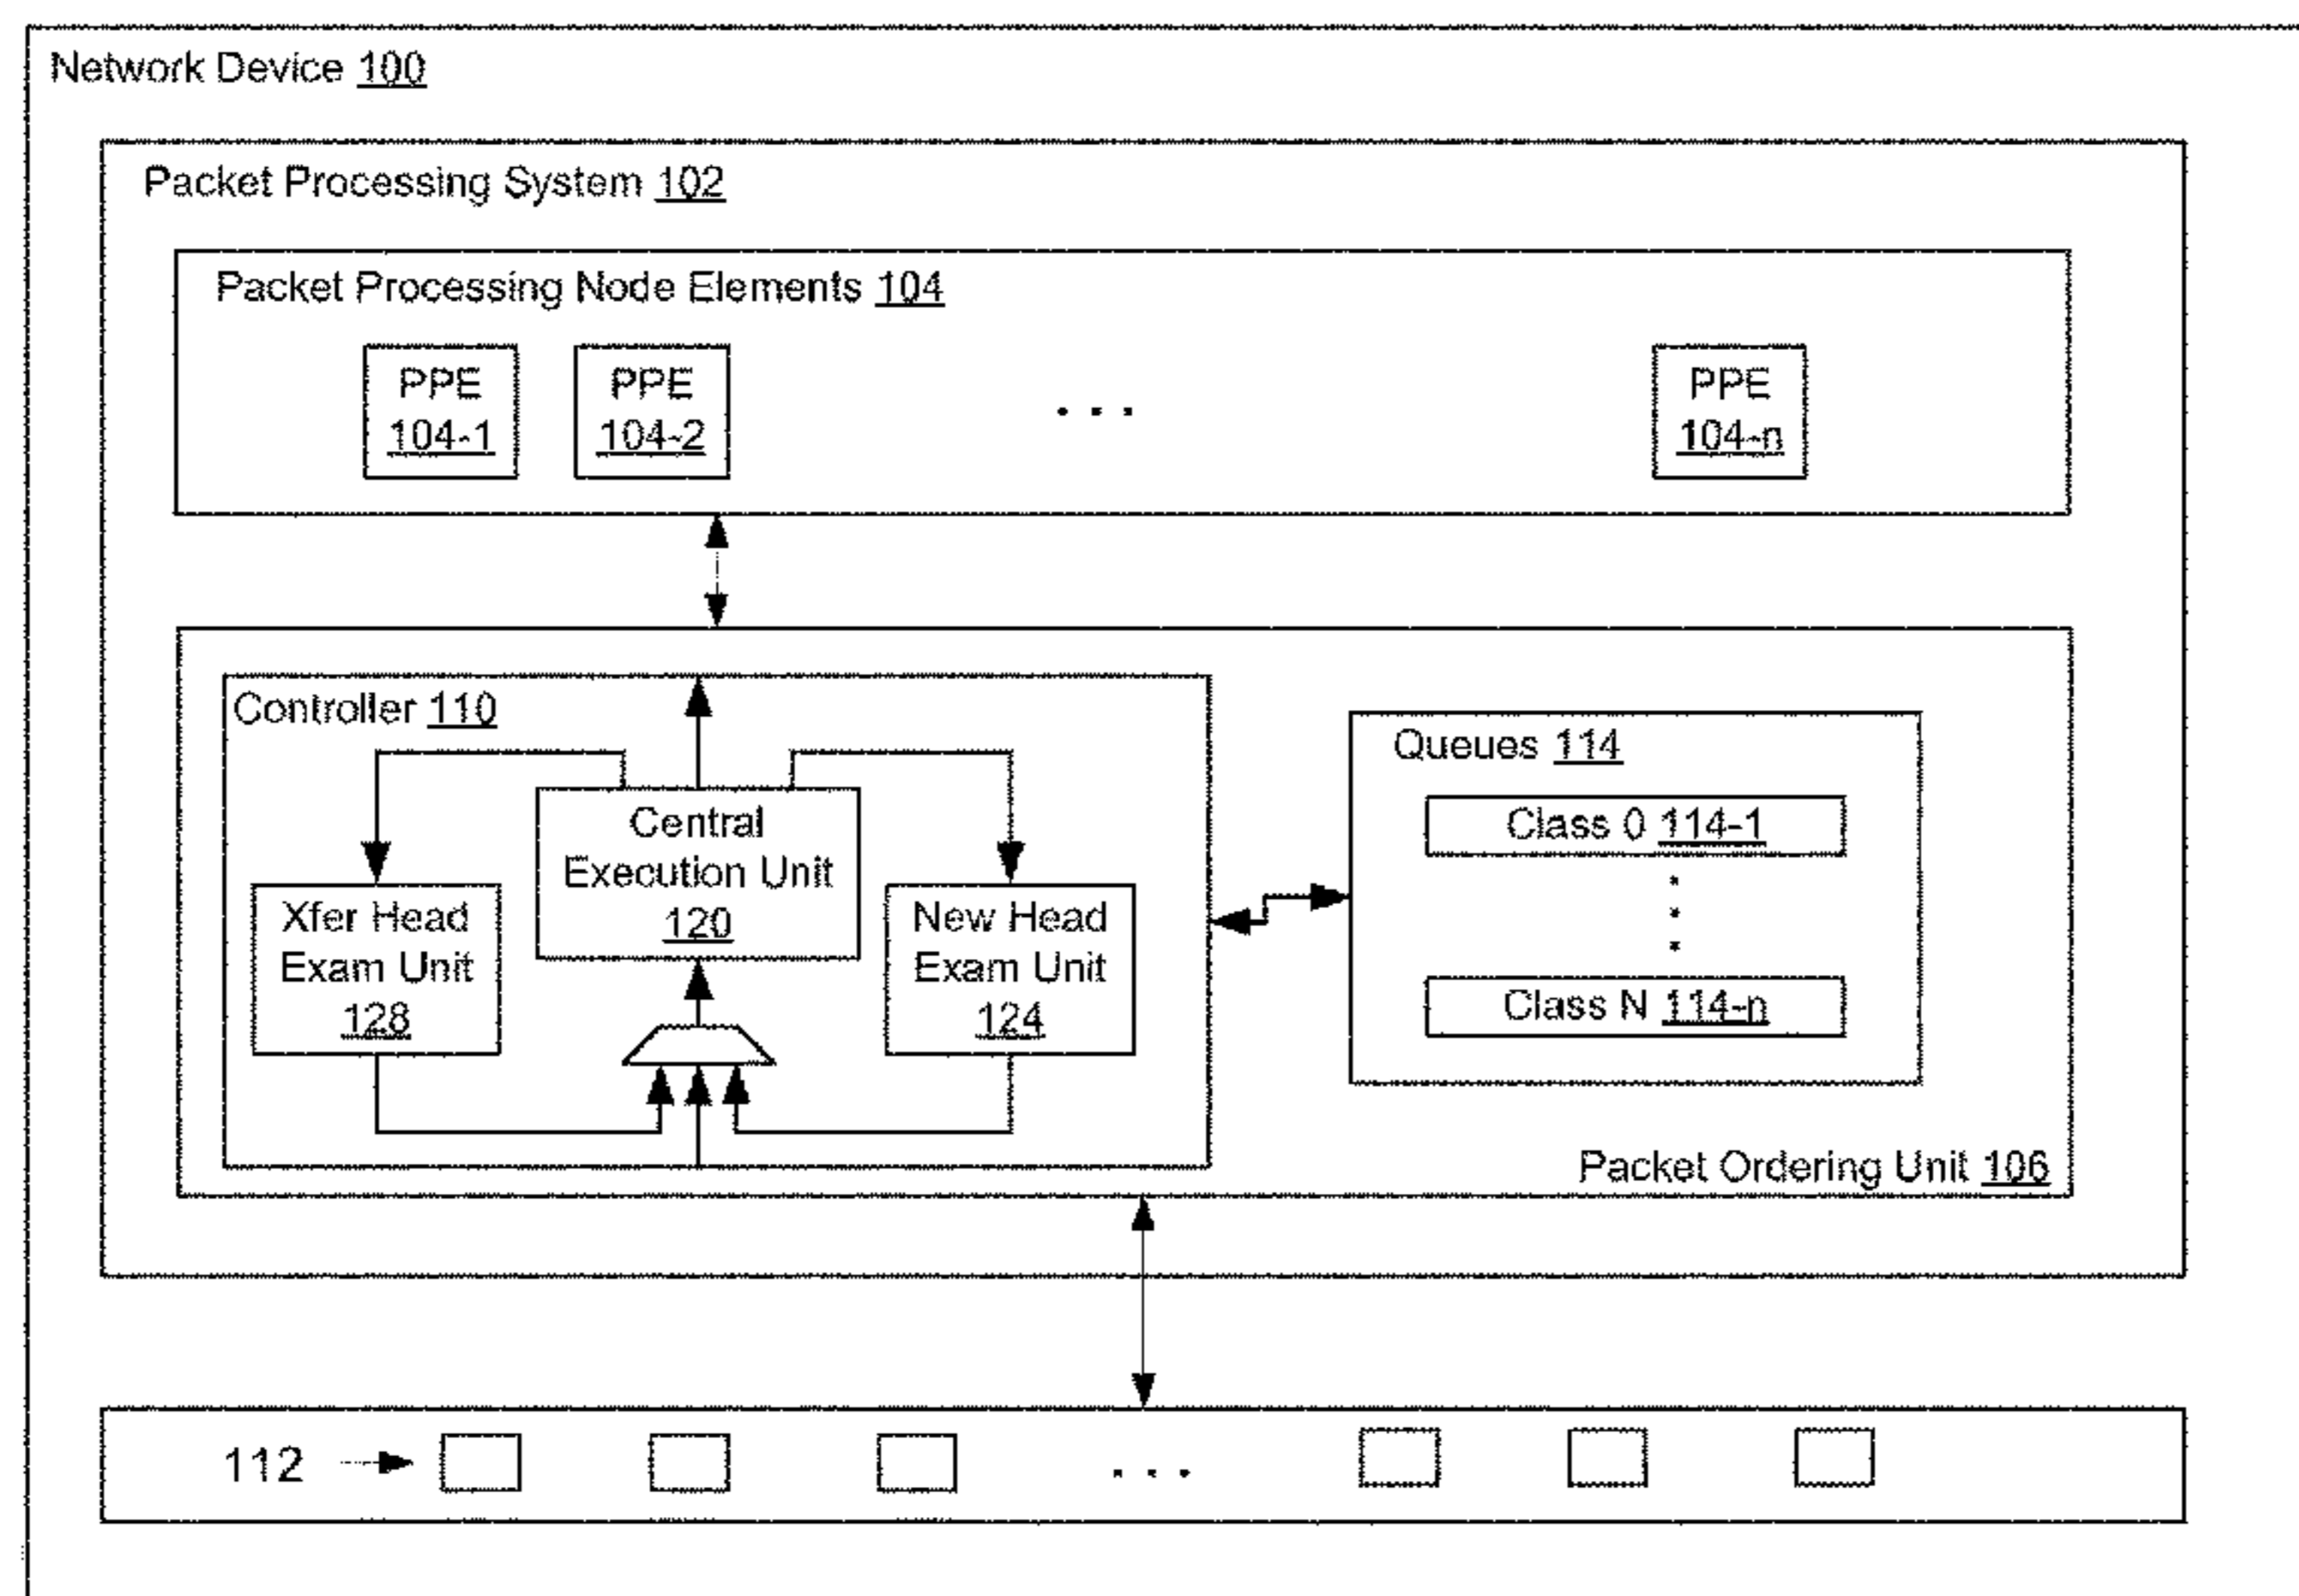 Network Device 100
Packet Processing System 102
Packet Processing Node Elements 104
PPE
104-1
PPE
104-2
. . .
PPE
104-n
Controller 110
Central
Execution Unit
120
Xfer Head
Exam Unit
128
New Head
Exam Unit
124
Queues 114
Class 0 114-1
Class N 114-n
Packet Ordering Unit 106
112
. . .